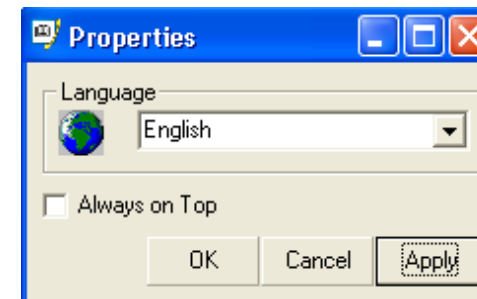 Properties
Language
English
Always on Top
OK Cancel Apply